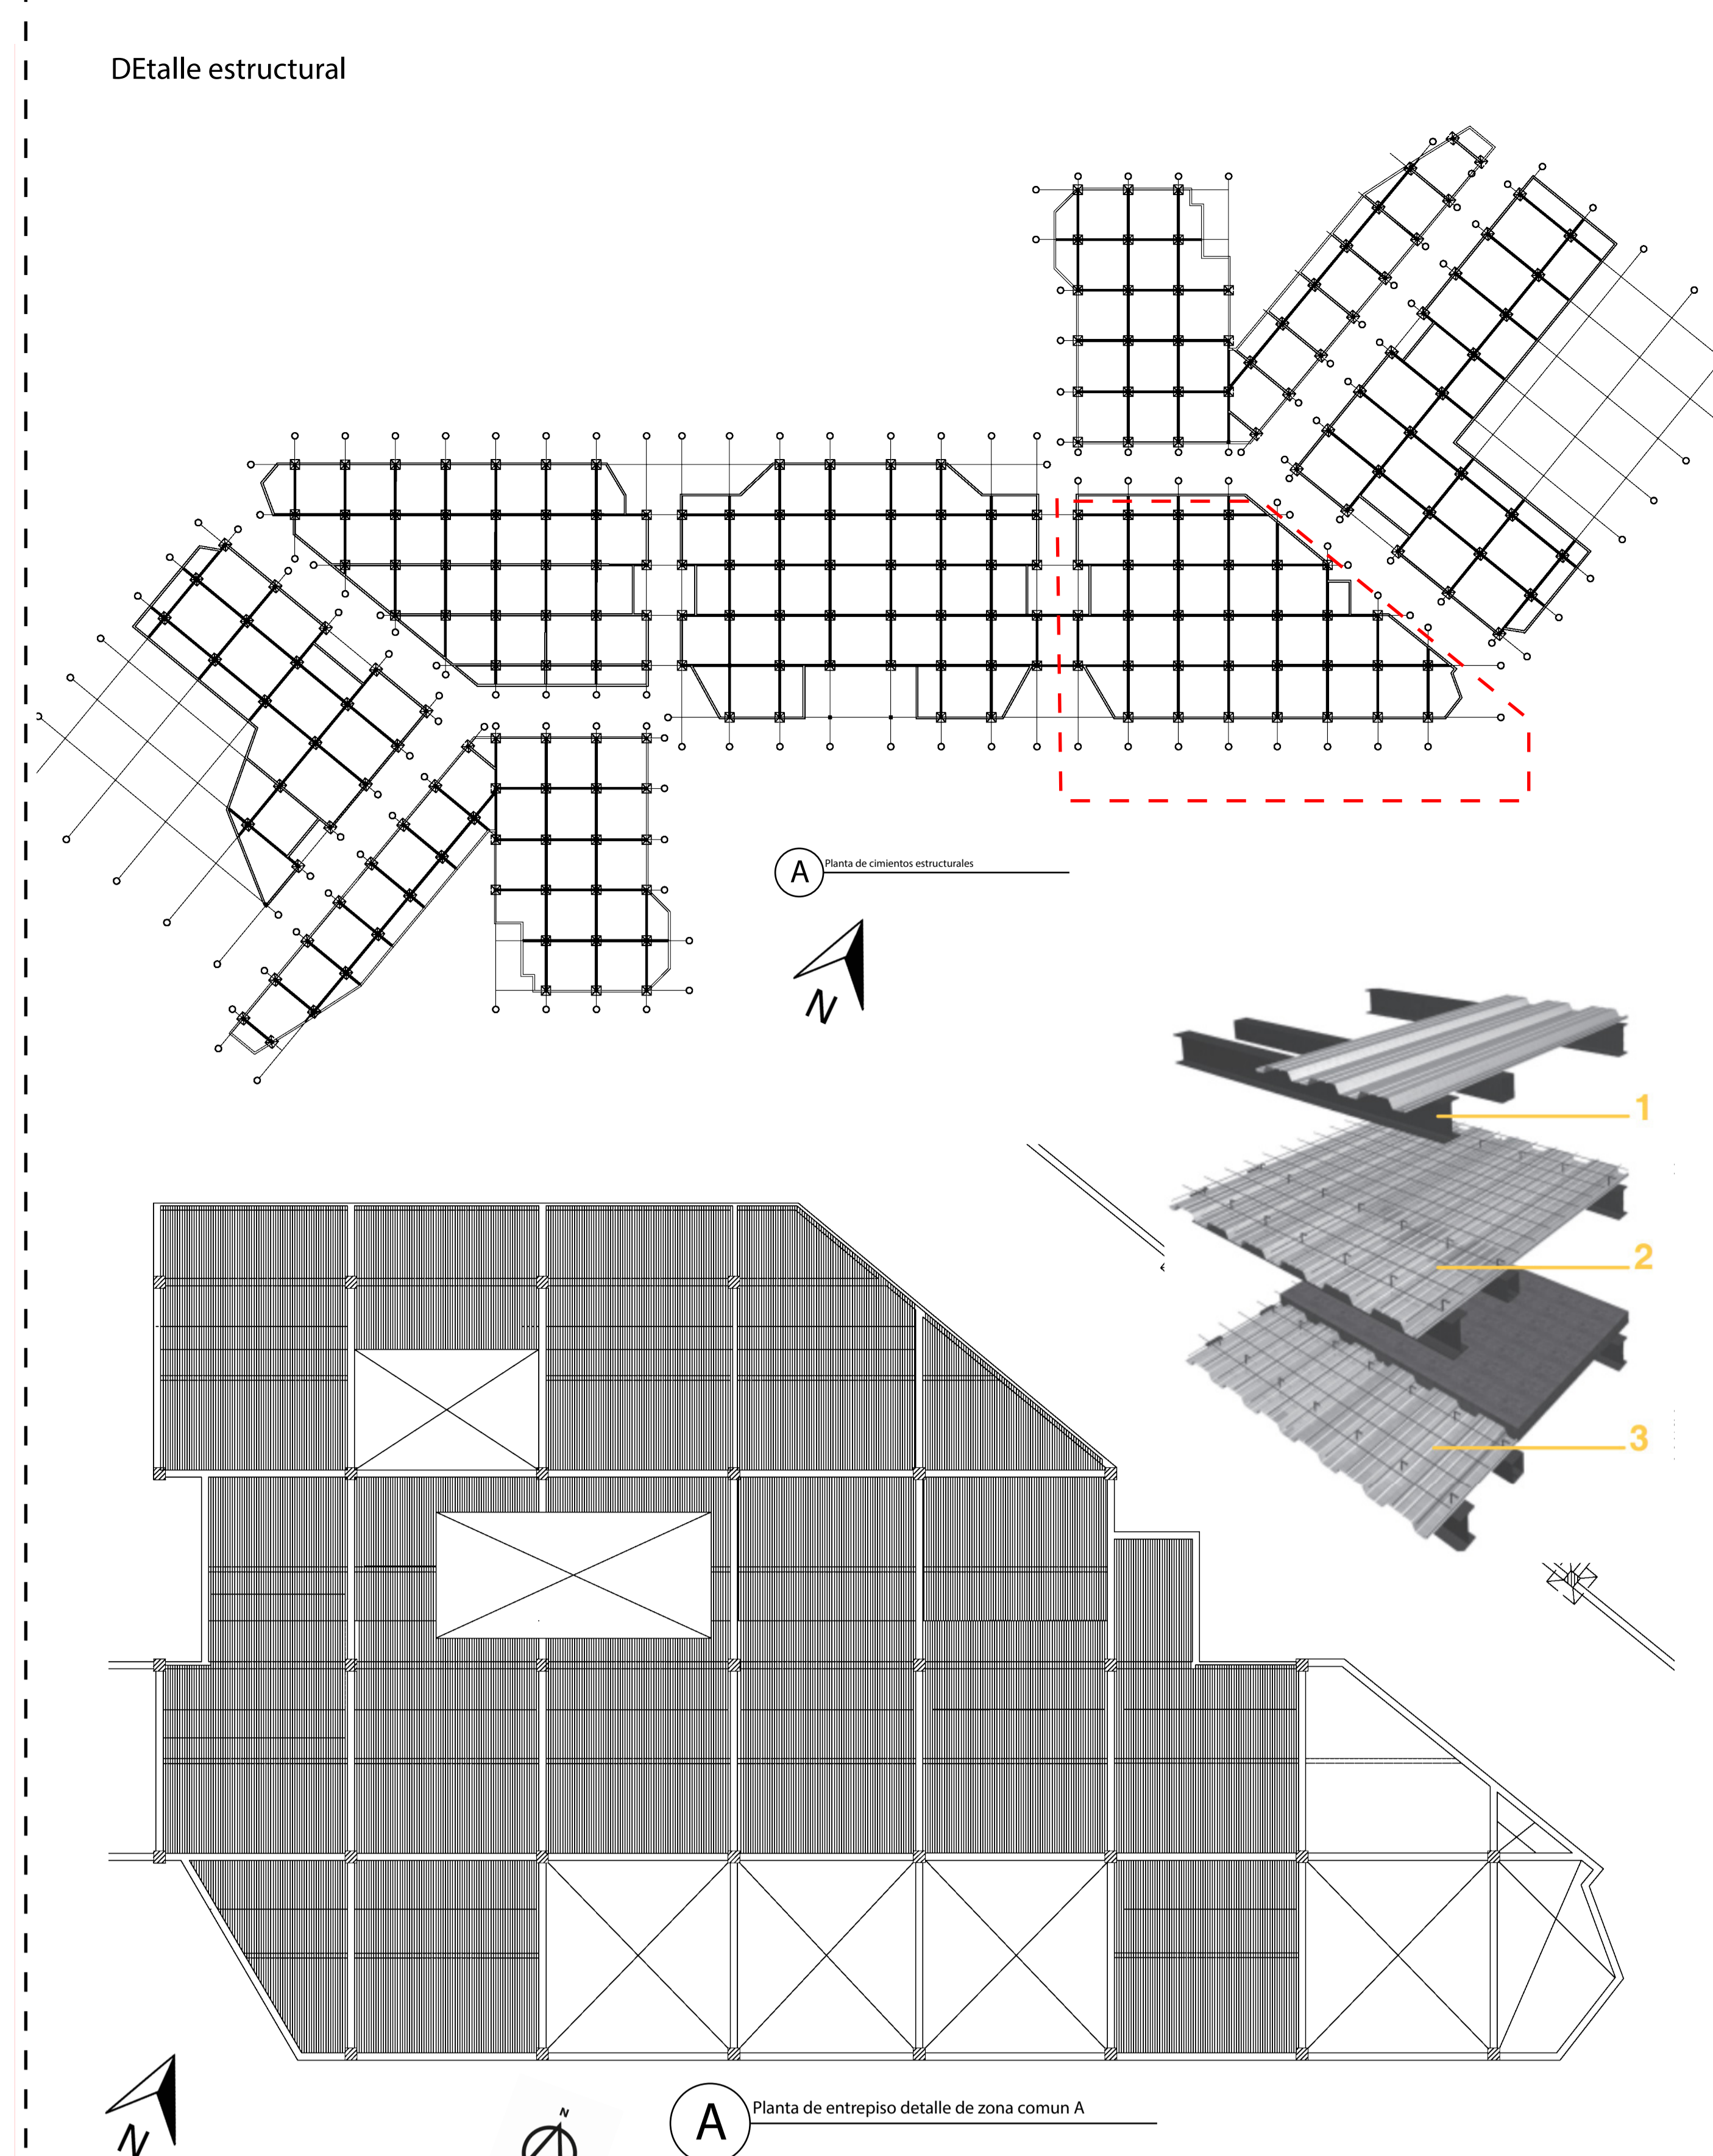 DEtalle estructural
A
Planta de cimientos estructurales
N
1
2
3
A
Planta de entrepiso detalle de zona comun A
N
N